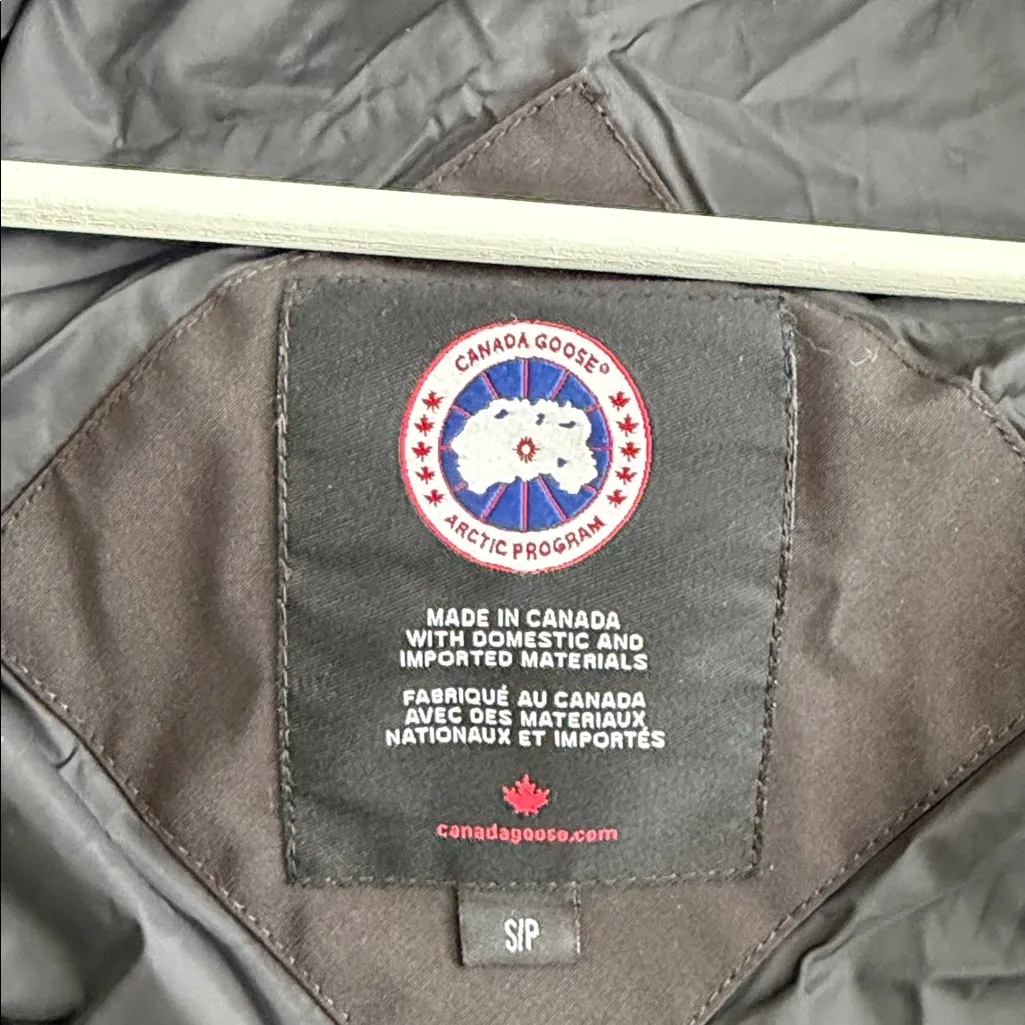 CANADA GOOSE®
ARCTIC PROGRAM
MADE IN CANADA
WITH DOMESTIC AND
IMPORTED MATERIALS
FABRIQUÉ AU CANADA
AVEC DES MATERIAUX
NATIONAUX ET IMPORTÉS
canadagoose.com
S/P